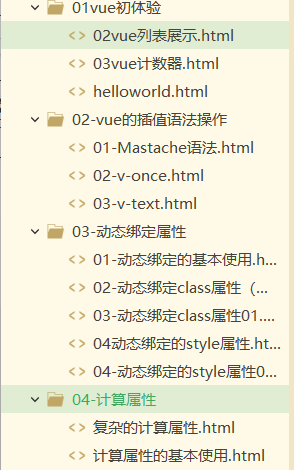 01vue初体验
02vue列表展示.html
03vue计数器.html
helloworld.html
02-vue的插值语法操作
01-Mastache语法.html
02-v-once.html
03-v-text.html
03-动态绑定属性
01-动态绑定的基本使用.h...
02-动态绑定class属性（...
03-动态绑定class属性01....
04动态绑定的style属性.ht...
04-动态绑定的style属性0...
04-计算属性
复杂的计算属性.html
计算属性的基本使用.html